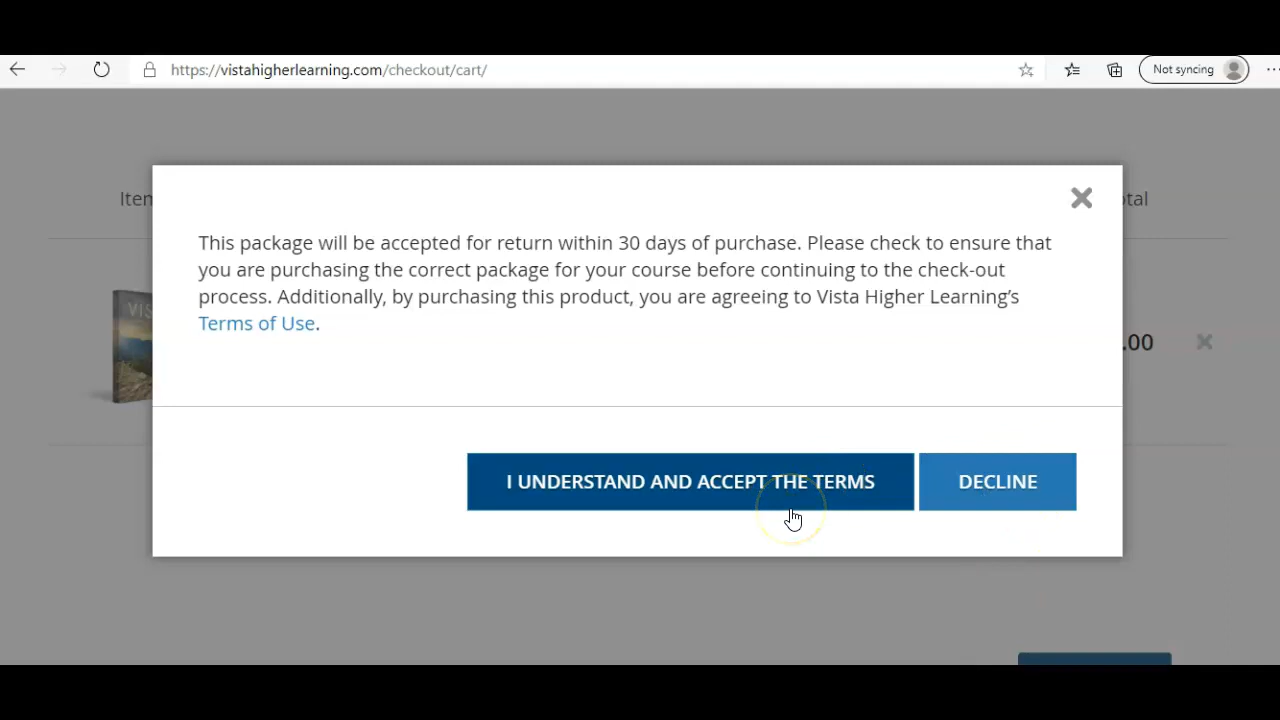 https://vistahigherlearning.com/checkout/cart/
Not syncing
This package will be accepted for return within 30 days of purchase. Please check to ensure that
you are purchasing the correct package for your course before continuing to the check-out
process. Additionally, by purchasing this product, you are agreeing to Vista Higher Learning’s
Terms of Use.
.00
I UNDERSTAND AND ACCEPT THE TERMS
DECLINE